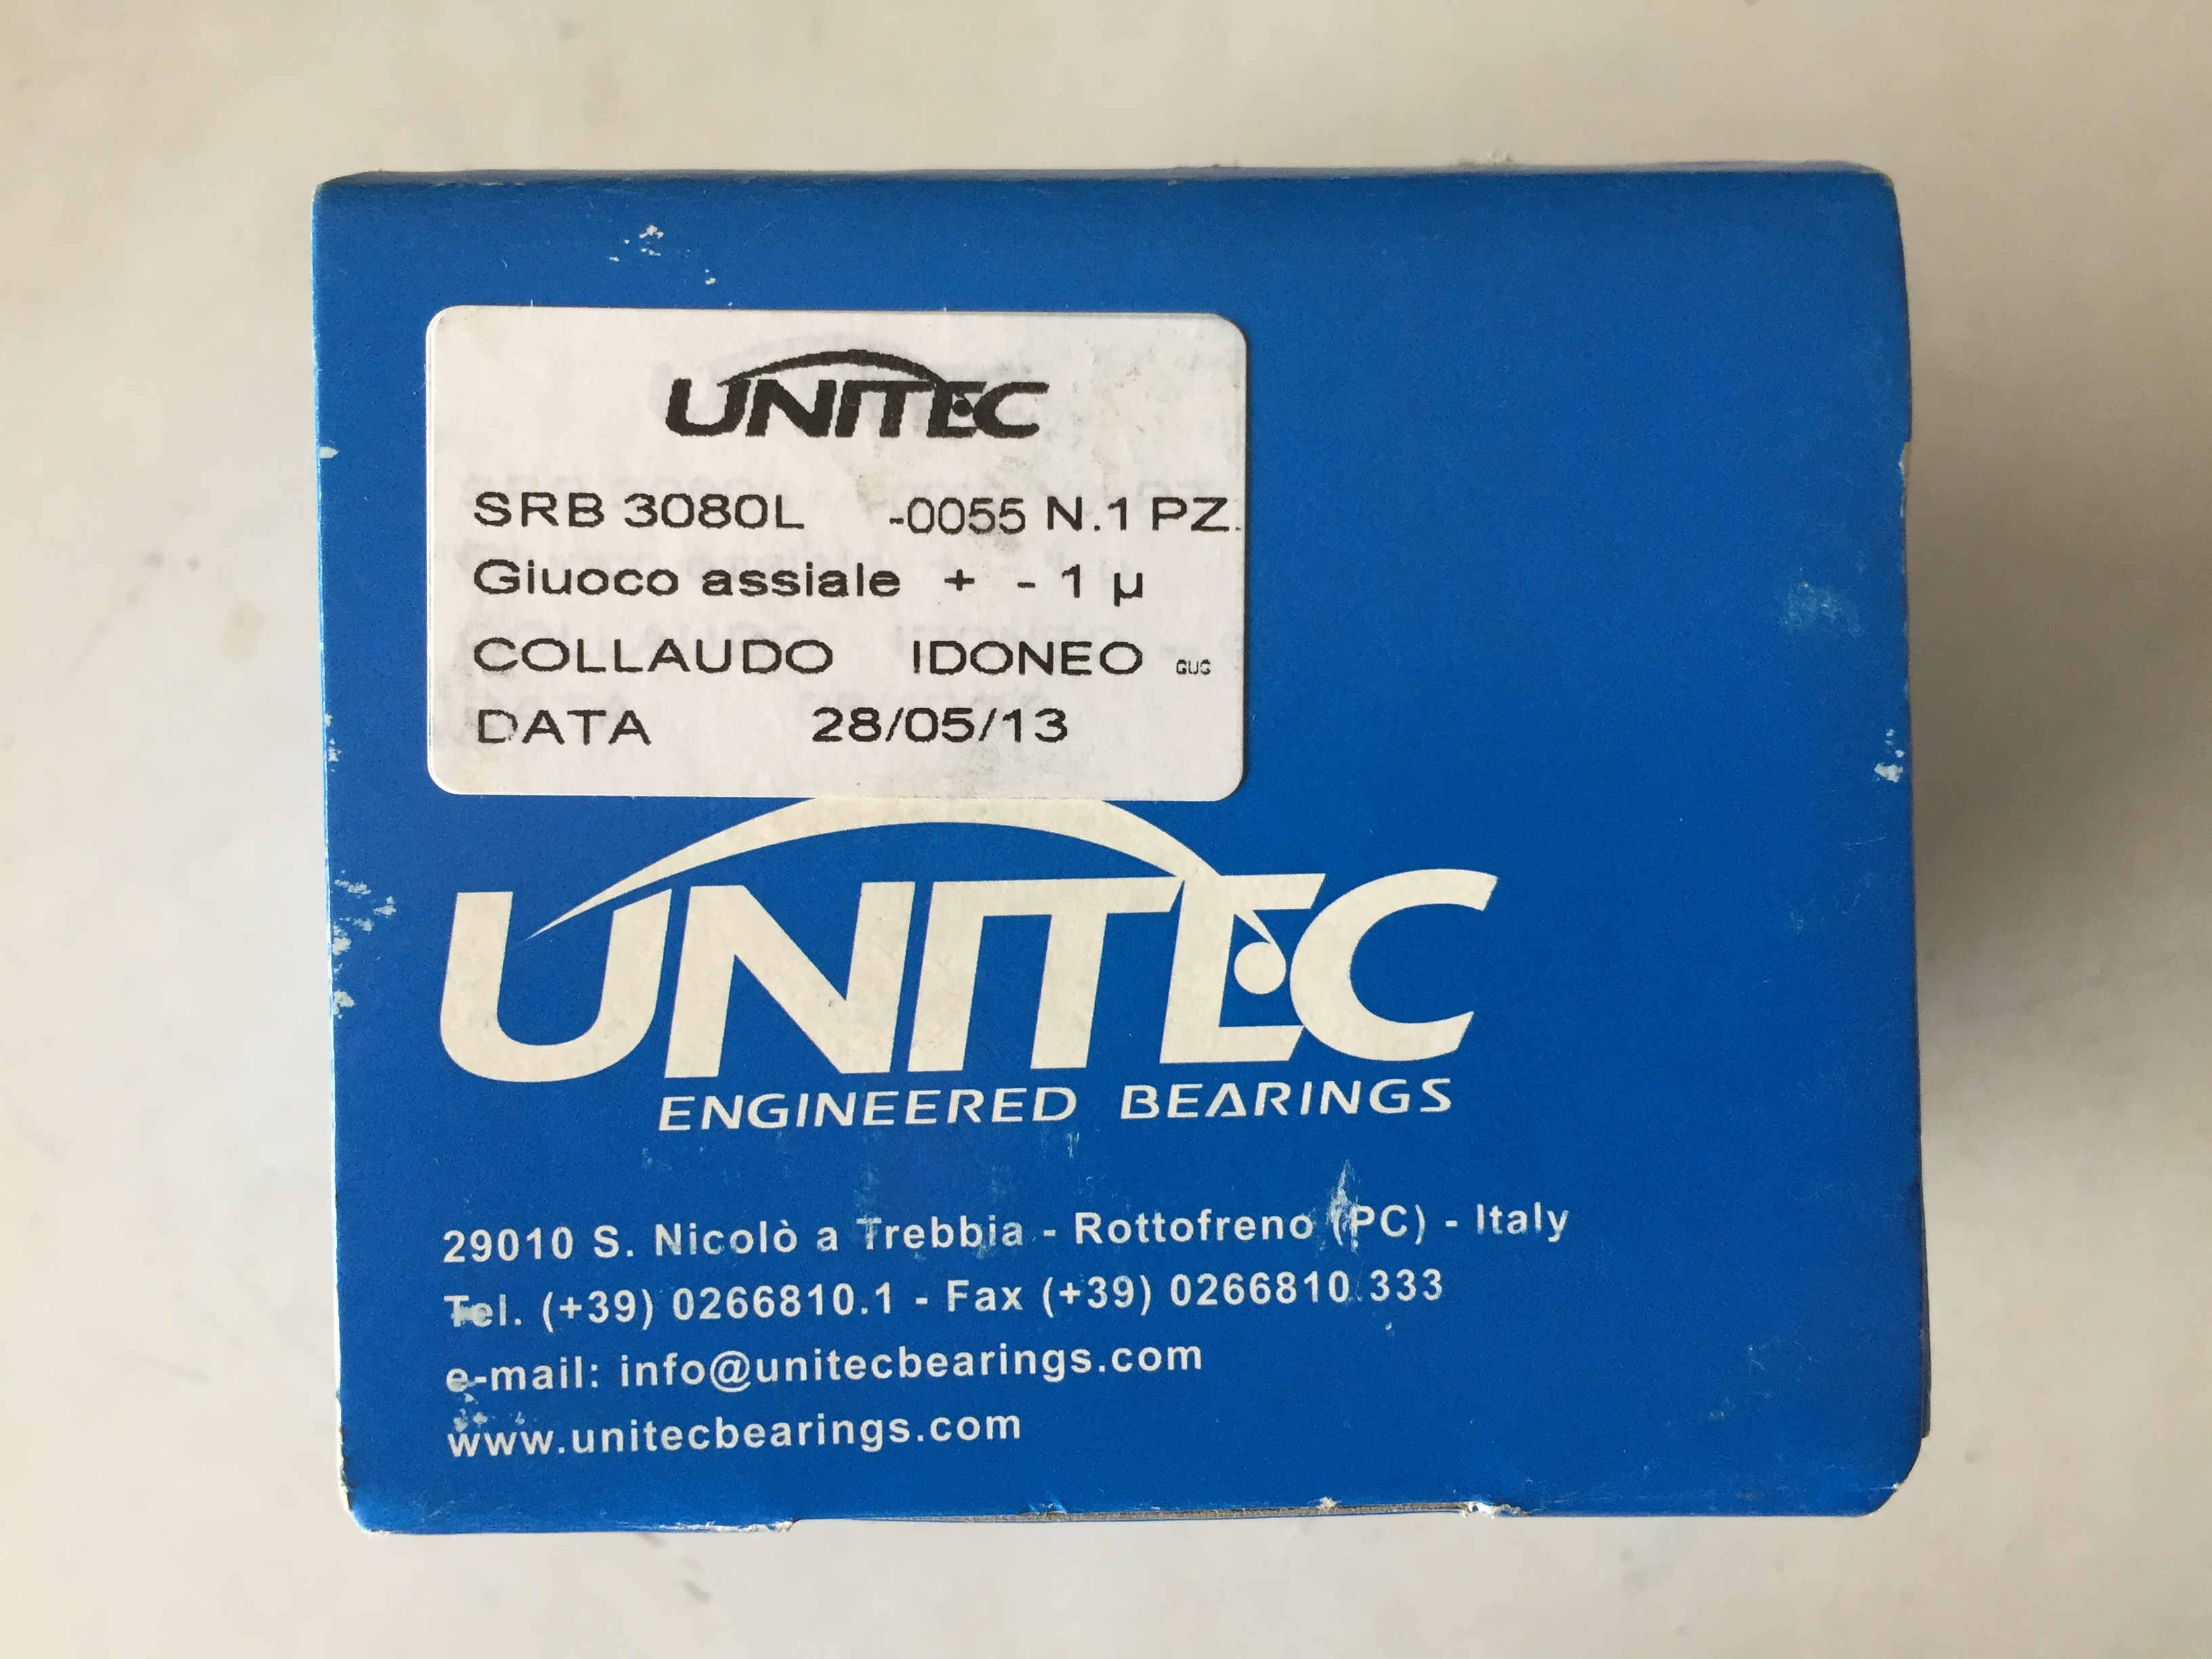 UNITEC
SRB 3080L -0055 N.1 PZ.
Giuoco assiale + - 1 µ
COLLAUDO IDONEO GUG
DATA 28/05/13
UNITEC
ENGINEERED BEARINGS
29010 S. Nicolò a Trebbia - Rottofreno (PC) - Italy
Tel. (+39) 0266810.1 - Fax (+39) 0266810.333
e-mail: info@unitecbearings.com
www.unitecbearings.com